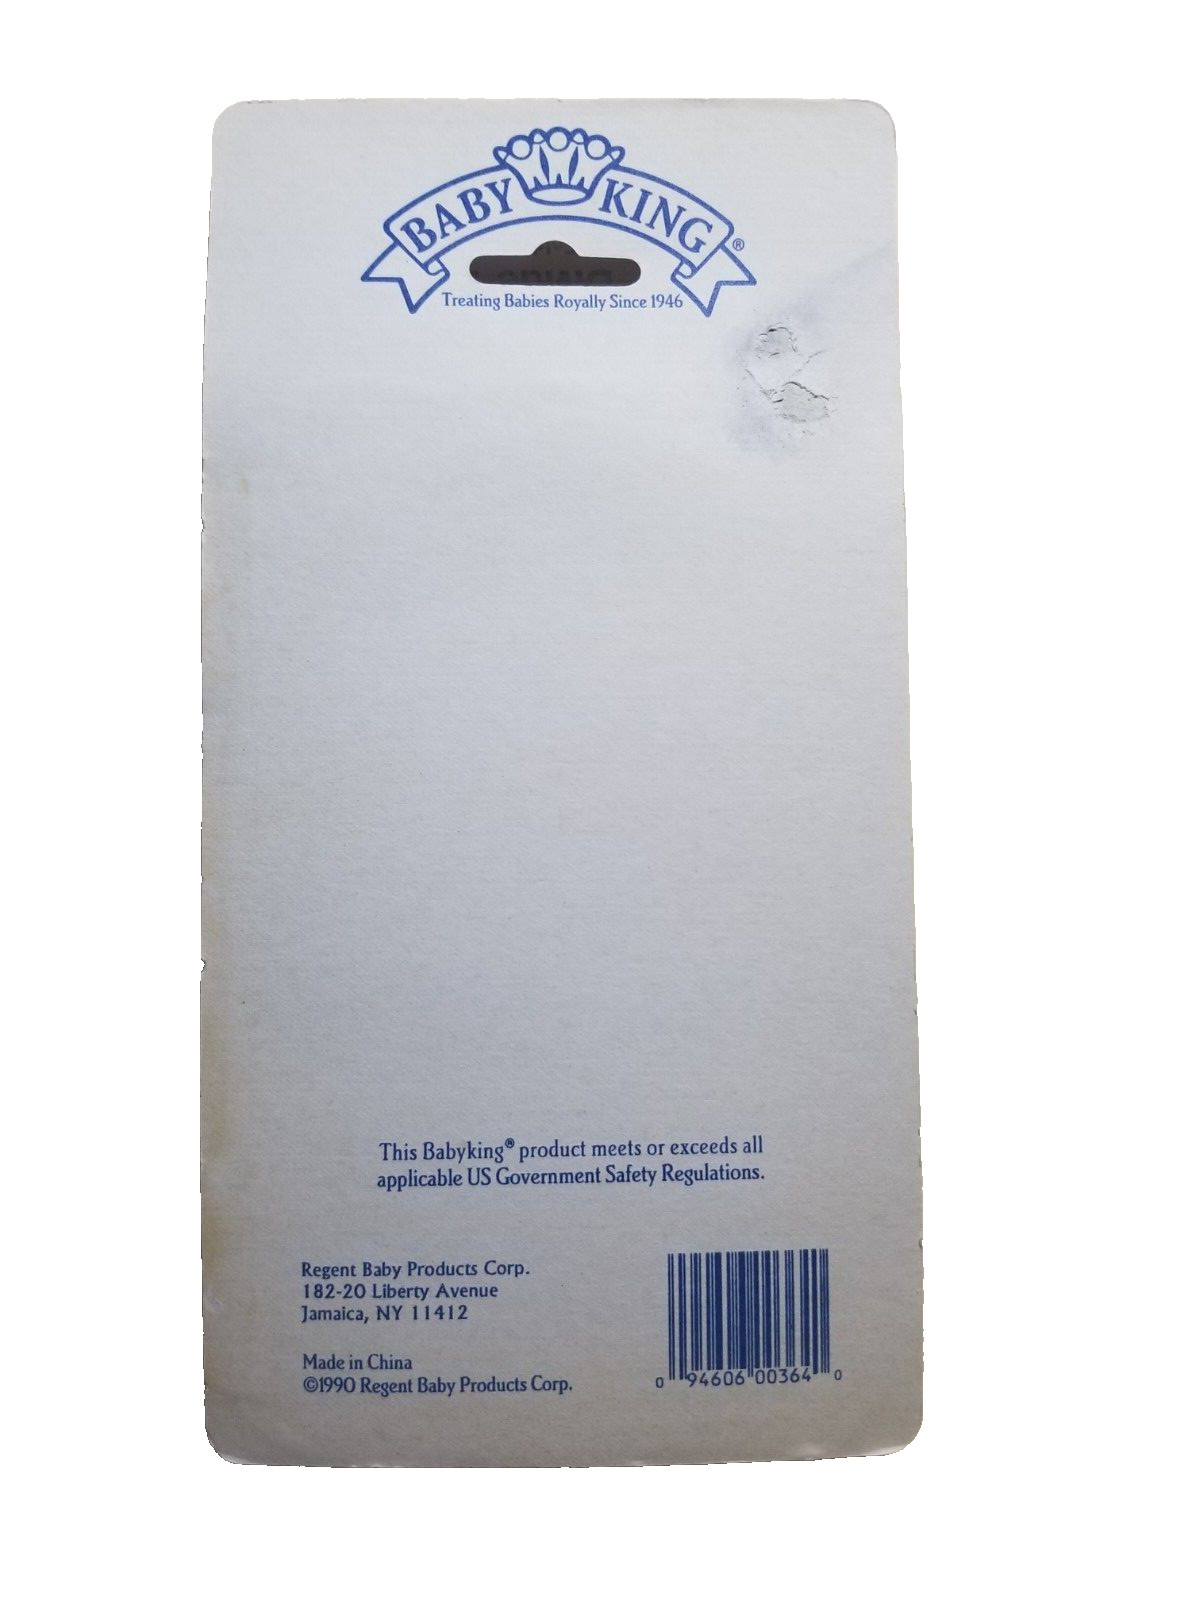 BABY KING®
Treating Babies Royally Since 1946
This Babyking® product meets or exceeds all
applicable US Government Safety Regulations.
Regent Baby Products Corp.
182-20 Liberty Avenue
Jamaica, NY 11412
Made in China
©1990 Regent Baby Products Corp.
0 94606 00364 0